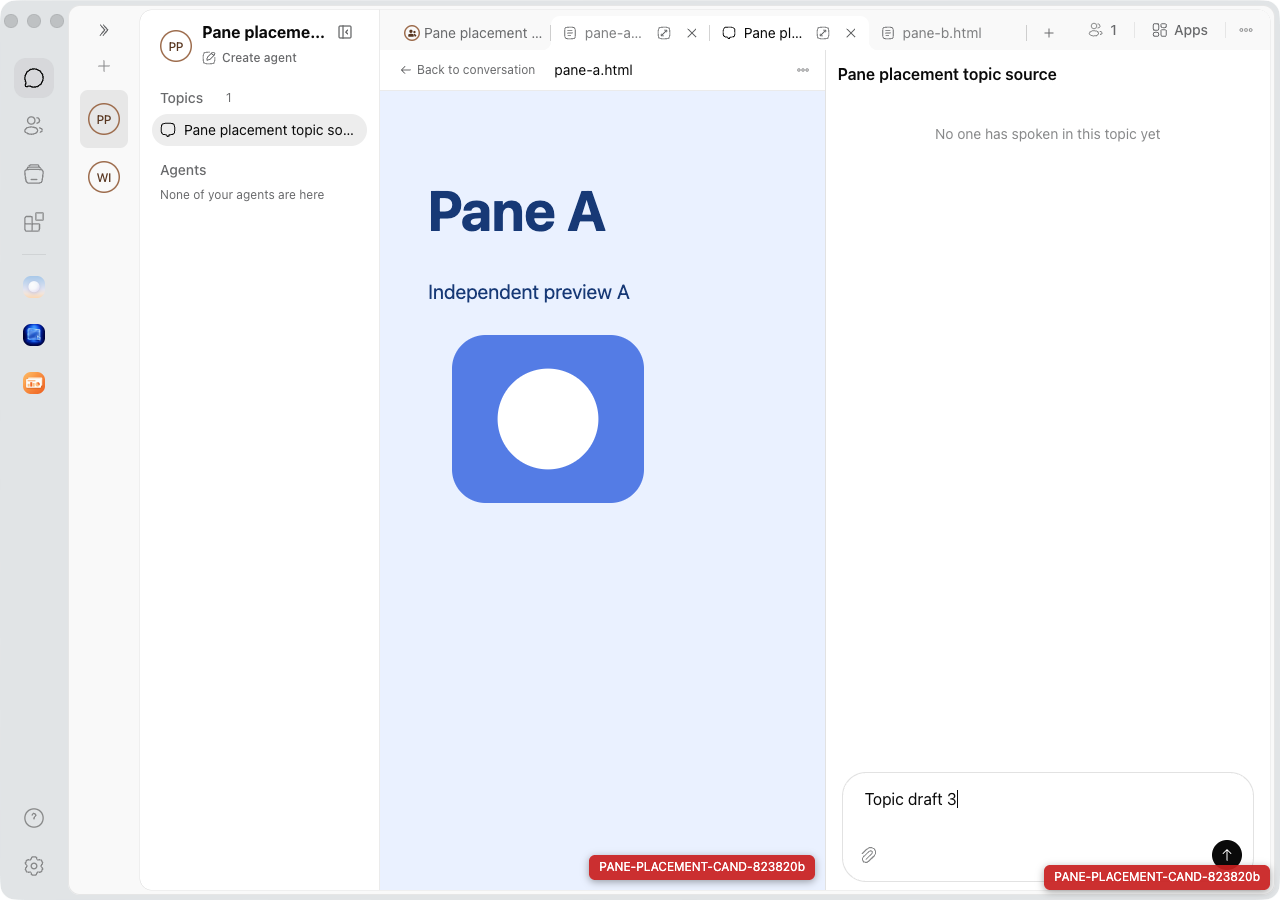 PP
WI
PP
Pane placeme...
Create agent
Topics 1
Pane placement topic so...
Agents
None of your agents are here
Pane placement ...
pane-a...
Pane pl...
pane-b.html
1
Apps
Back to conversation
pane-a.html
Pane A
Independent preview A
PANE-PLACEMENT-CAND-823820b
Pane placement topic source
No one has spoken in this topic yet
Topic draft 3
PANE-PLACEMENT-CAND-823820b